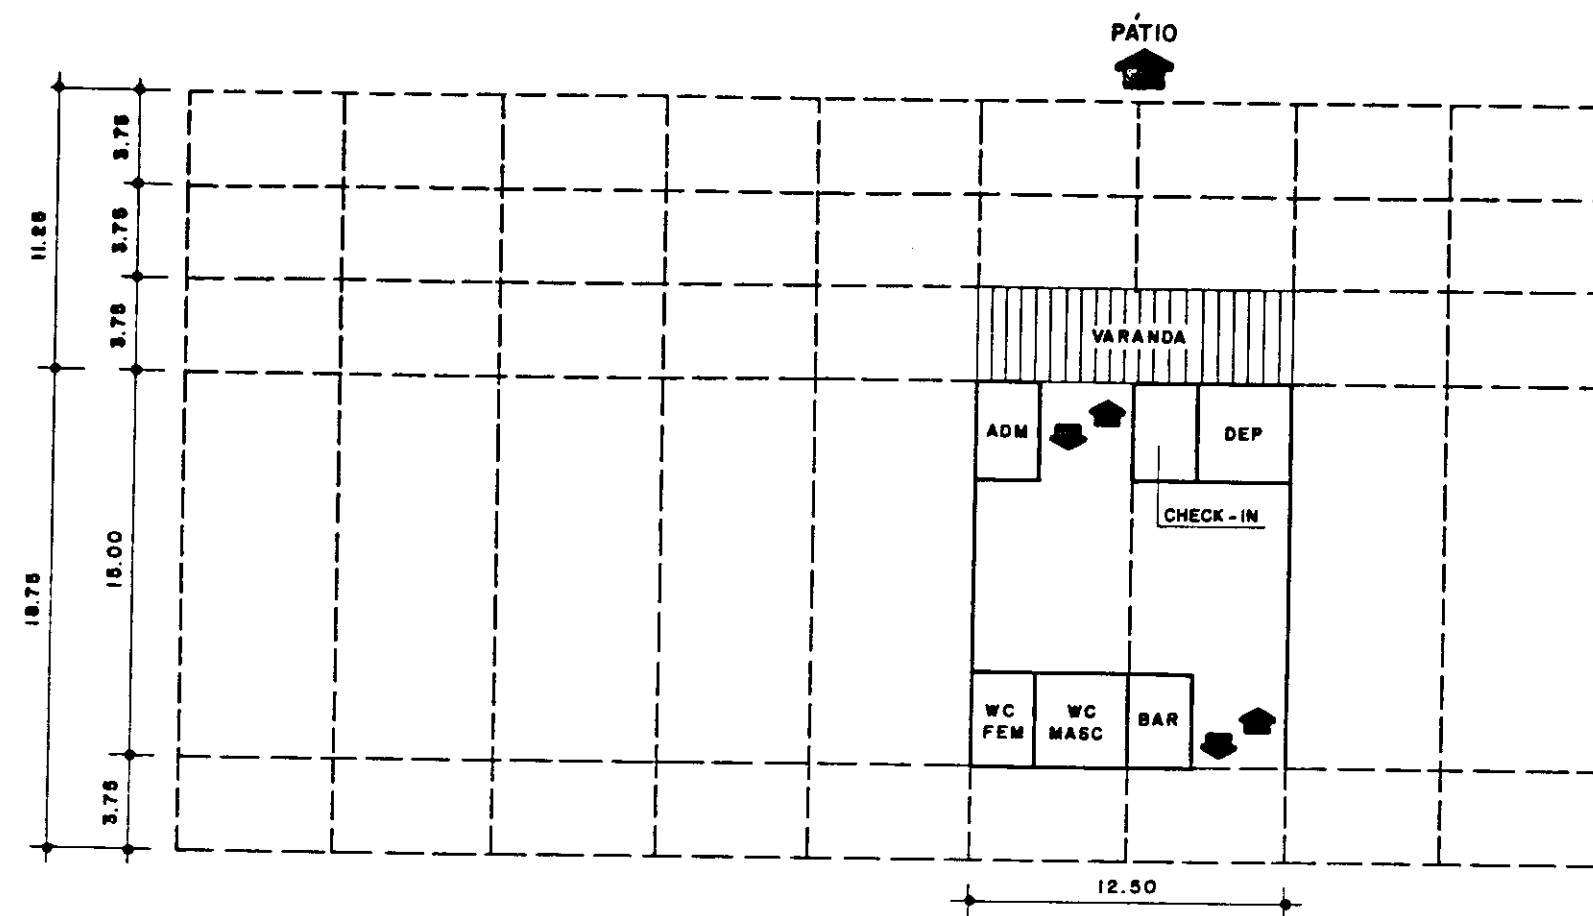 PÁTIO
3.75
3.75
3.75
11.25
15.00
18.75
3.75
VARANDA
ADM
DEP
CHECK-IN
WC
FEM
WC
MASC
BAR
12.50